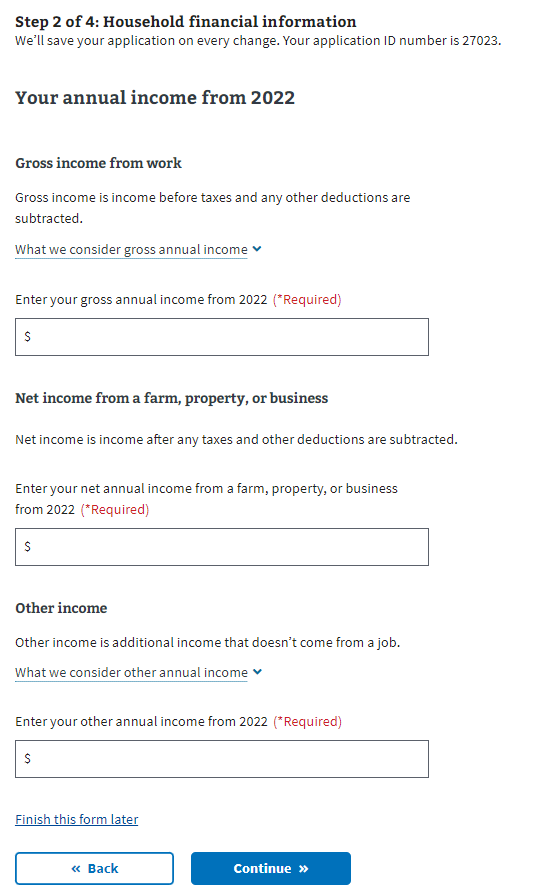 Step 2 of 4: Household financial information
We’ll save your application on every change. Your application ID number is 27023.
Your annual income from 2022
Gross income from work
Gross income is income before taxes and any other deductions are
subtracted.
What we consider gross annual income
Enter your gross annual income from 2022 (*Required)
$
Net income from a farm, property, or business
Net income is income after any taxes and other deductions are subtracted.
Enter your net annual income from a farm, property, or business
from 2022 (*Required)
$
Other income
Other income is additional income that doesn’t come from a job.
What we consider other annual income
Enter your other annual income from 2022 (*Required)
$
Finish this form later
« Back
Continue »